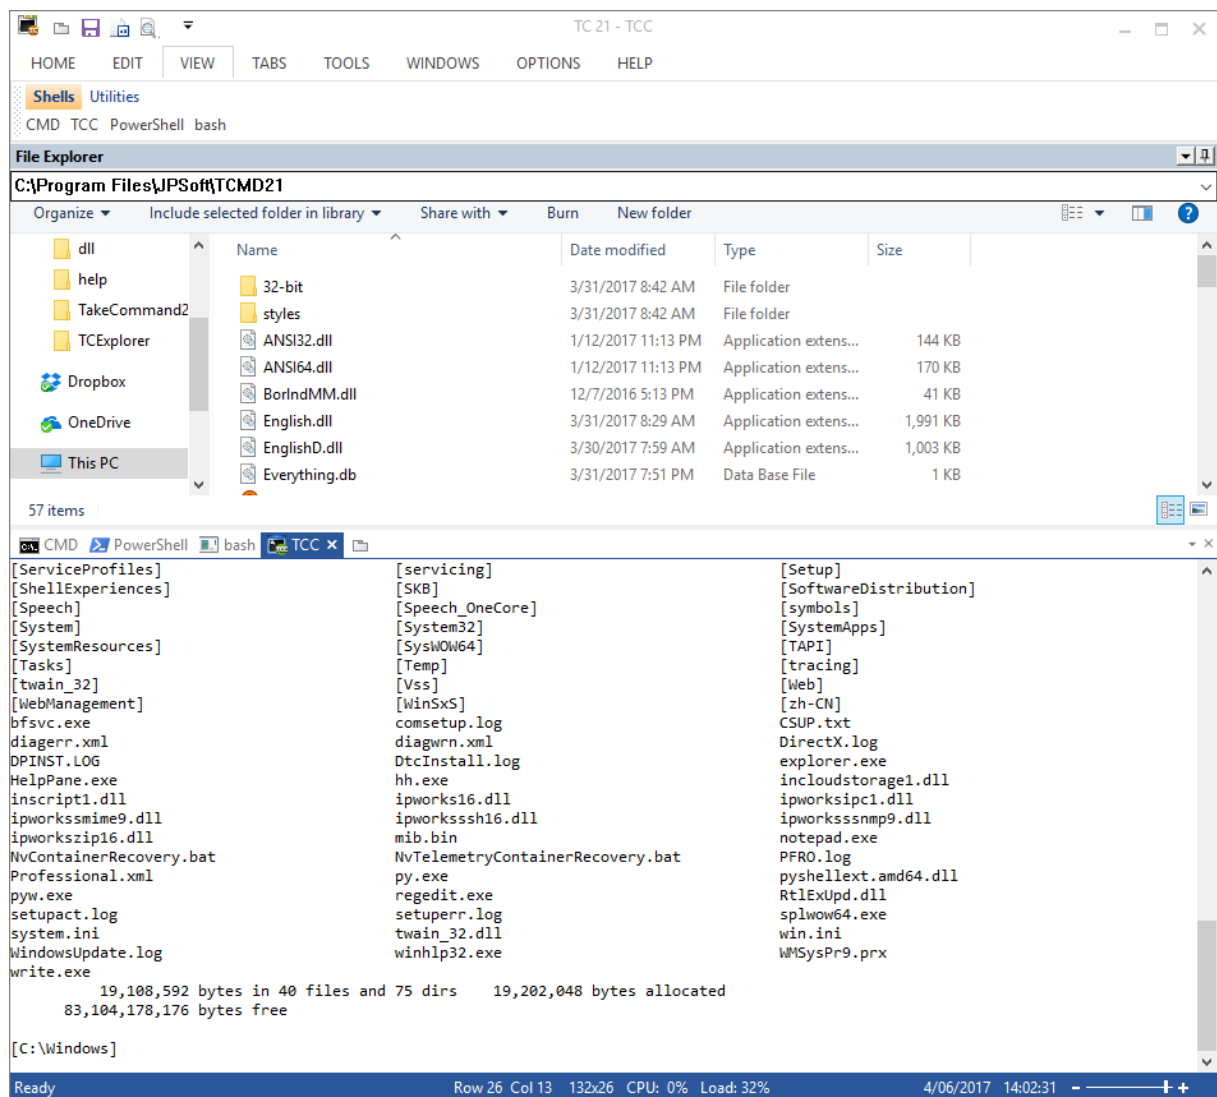 TC 21 - TCC
HOME EDIT VIEW TABS TOOLS WINDOWS OPTIONS HELP
Shells Utilities
CMD TCC PowerShell bash
File Explorer
C:\Program Files\JPSoft\TCMD21
Organize Include selected folder in library Share with Burn New folder
dll
help
TakeCommand2
TCExplorer
Dropbox
OneDrive
This PC
Name Date modified Type Size
32-bit 3/31/2017 8:42 AM File folder
styles 3/31/2017 8:42 AM File folder
ANSI32.dll 1/12/2017 11:13 PM Application extens... 144 KB
ANSI64.dll 1/12/2017 11:13 PM Application extens... 170 KB
BorlndMM.dll 12/7/2016 5:13 PM Application extens... 41 KB
English.dll 3/31/2017 8:29 AM Application extens... 1,991 KB
EnglishD.dll 3/30/2017 7:59 AM Application extens... 1,003 KB
Everything.db 3/31/2017 7:51 PM Data Base File 1 KB
57 items
CMD PowerShell bash TCC
[ServiceProfiles] [servicing] [Setup]
[ShellExperiences] [SKB] [SoftwareDistribution]
[Speech] [Speech_OneCore] [symbols]
[System] [System32] [SystemApps]
[SystemResources] [SysWOW64] [TAPI]
[Tasks] [Temp] [tracing]
[twain_32] [Vss] [Web]
[WebManagement] [WinSxS] [zh-CN]
bfsvc.exe comsetup.log CSUP.txt
diagerr.xml diagwrn.xml DirectX.log
DPINST.LOG DtcInstall.log explorer.exe
HelpPane.exe hh.exe incloudstorage1.dll
inscript1.dll ipworks16.dll ipworksipc1.dll
ipworkssmime9.dll ipworksssh16.dll ipworkssnmp9.dll
ipworkszip16.dll mib.bin notepad.exe
NvContainerRecovery.bat NvTelemetryContainerRecovery.bat PFRO.log
Professional.xml py.exe pyshellext.amd64.dll
pyw.exe regedit.exe RtlExUpd.dll
setupact.log setuperr.log splwow64.exe
system.ini twain_32.dll win.ini
WindowsUpdate.log winhlp32.exe WMSysPr9.prx
write.exe
19,108,592 bytes in 40 files and 75 dirs 19,202,048 bytes allocated
83,104,178,176 bytes free
[C:\Windows]
Ready Row 26 Col 13 132x26 CPU: 0% Load: 32% 4/06/2017 14:02:31